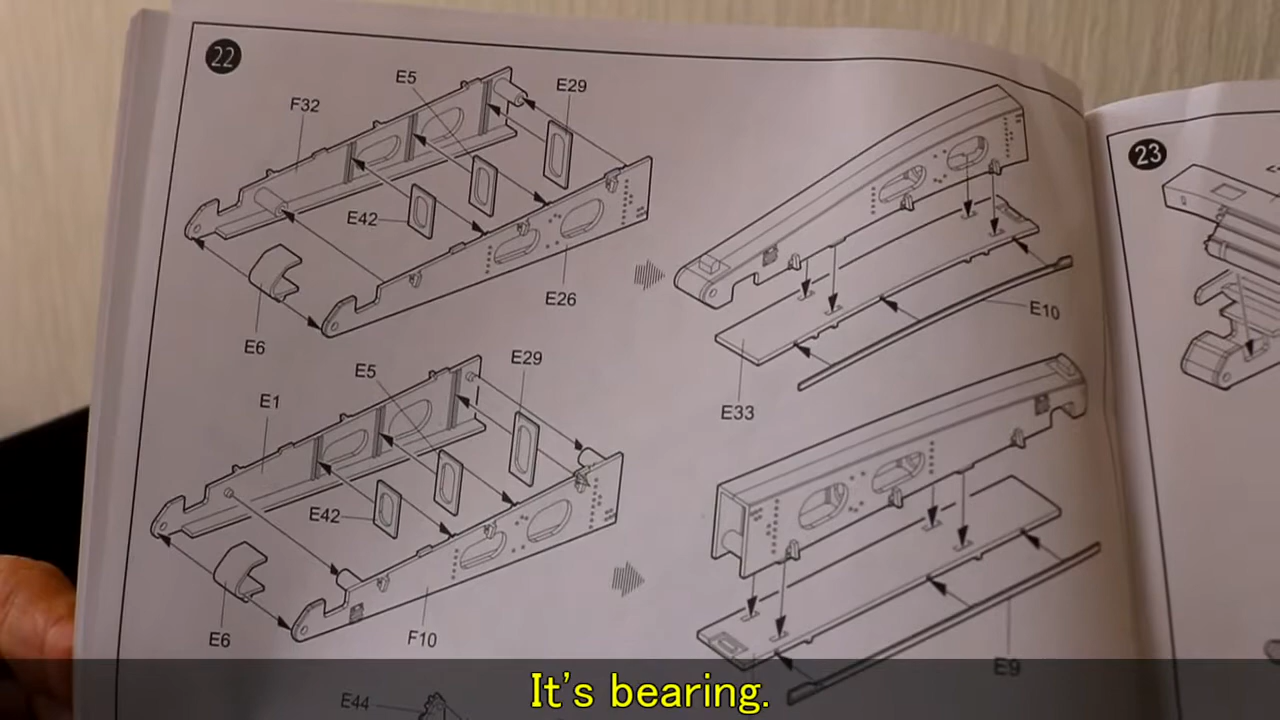 22
E5
E29
F32
E42
E26
E6
E10
E33
E5
E29
E1
E42
E6
F10
E9
E44
23
It's bearing.